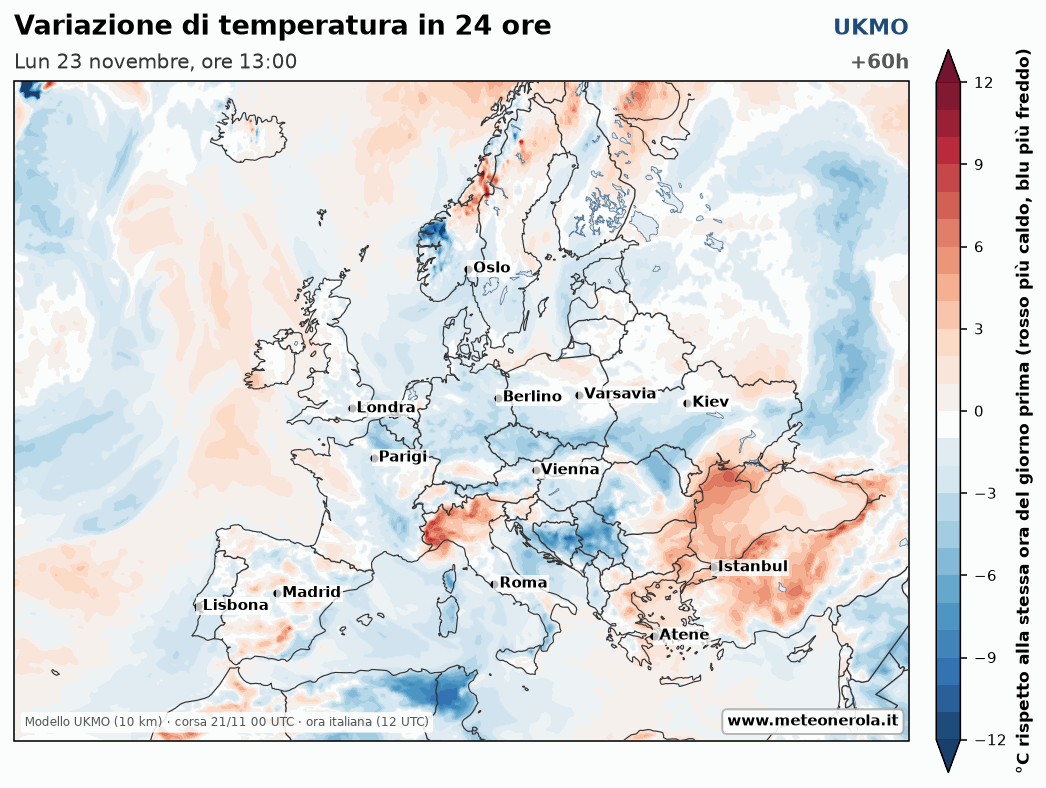 Variazione di temperatura in 24 ore
UKMO
Lun 23 novembre, ore 13:00
+60h
Oslo
Londra
Berlino
Varsavia
Kiev
Parigi
Vienna
Istanbul
Roma
Madrid
Lisbona
Atene
Modello UKMO (10 km) · corsa 21/11 00 UTC · ora italiana (12 UTC)
www.meteonerola.it
12
9
6
3
0
−3
−6
−9
−12
°C rispetto alla stessa ora del giorno prima (rosso più caldo, blu più freddo)